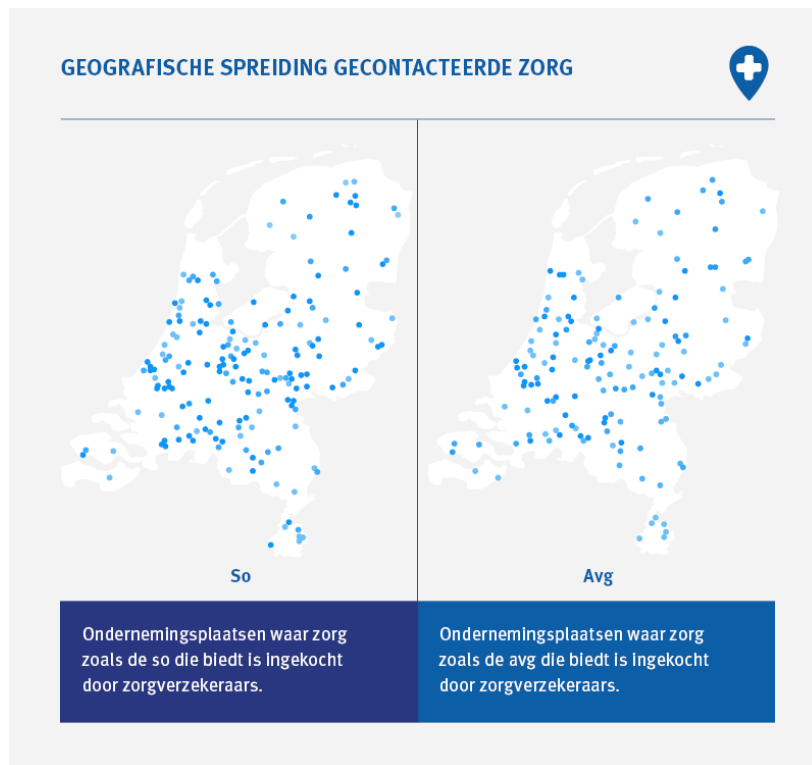 GEOGRAFISCHE SPREIDING GECONTACTEERDE ZORG
So
Avg
Ondernemingsplaatsen waar zorg
zoals de so die biedt is ingekocht
door zorgverzekeraars.
Ondernemingsplaatsen waar zorg
zoals de avg die biedt is ingekocht
door zorgverzekeraars.